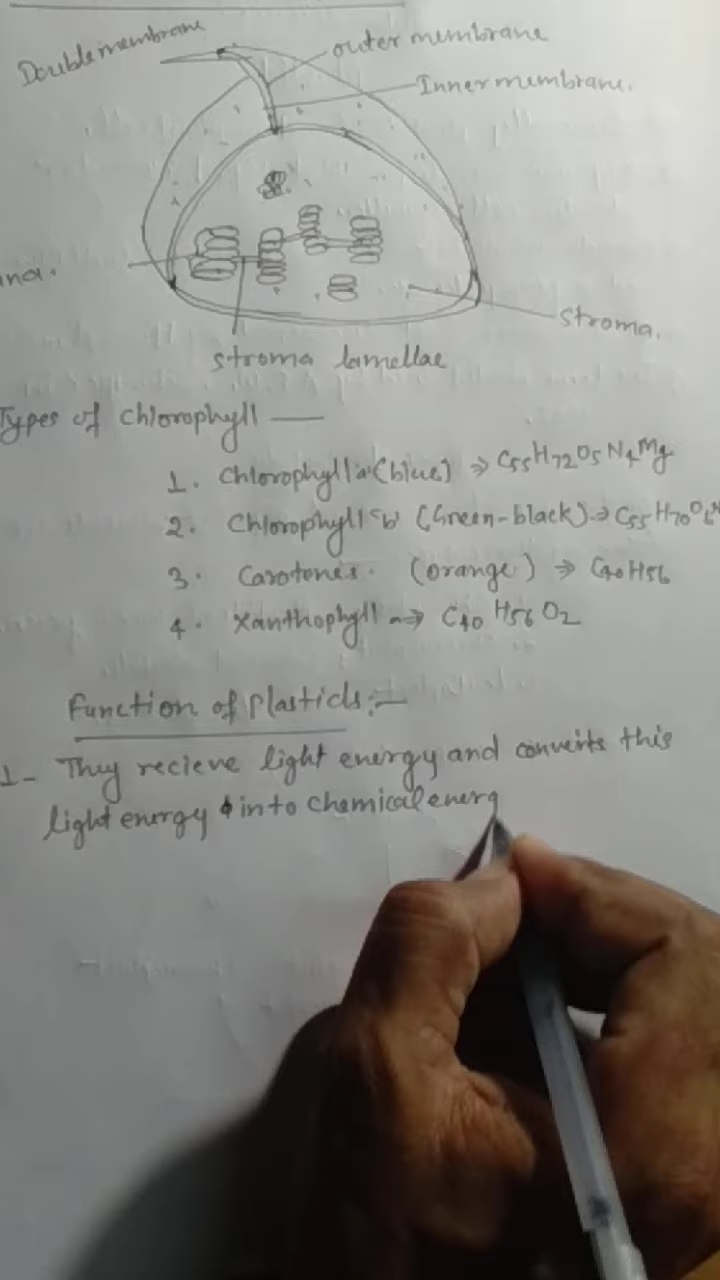 Double membrane
outer membrane
Inner membrane.
na.
stroma.
stroma lamellae
Types of chlorophyll —
1. Chlorophyll 'a' (blue) → C55H72O5N4Mg
2. Chlorophyll 'b' (Green-black) → C55H70O6N
3. Carotones. (orange) → C40H56
4. Xanthophyll → C40H56O2
Function of plastids:—
1- They recieve light energy and converts this
light energy into chemical energ